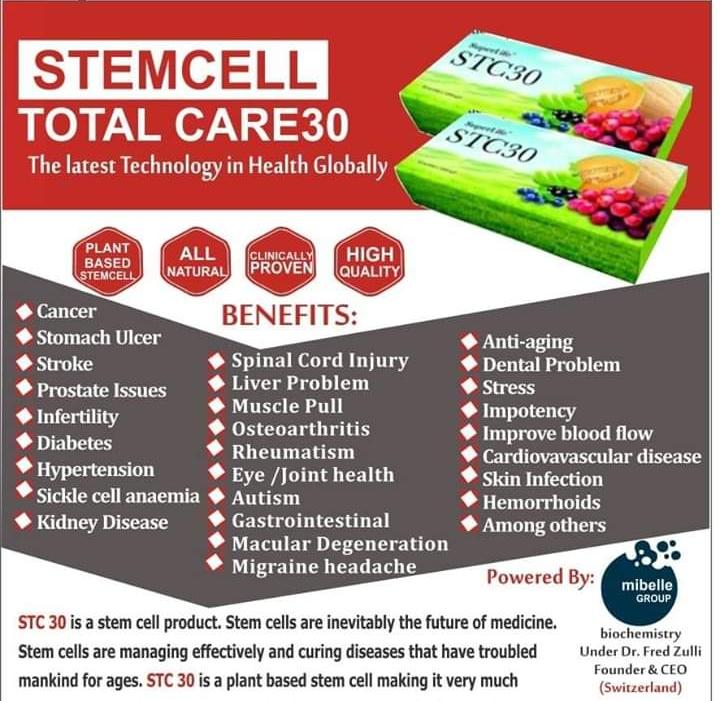 STEMCELL
TOTAL CARE30
The latest Technology in Health Globally
SuperLife
STC30
SuperLife
STC30
PLANT
BASED
STEMCELL
ALL
NATURAL
CLINICALLY
PROVEN
HIGH
QUALITY
BENEFITS:
Cancer
Stomach Ulcer
Stroke
Prostate Issues
Infertility
Diabetes
Hypertension
Sickle cell anaemia
Kidney Disease
Spinal Cord Injury
Liver Problem
Muscle Pull
Osteoarthritis
Rheumatism
Eye /Joint health
Autism
Gastrointestinal
Macular Degeneration
Migraine headache
Anti-aging
Dental Problem
Stress
Impotency
Improve blood flow
Cardiovavascular disease
Skin Infection
Hemorrhoids
Among others
Powered By:
mibelle
GROUP
biochemistry
Under Dr. Fred Zulli
Founder & CEO
(Switzerland)
STC 30 is a stem cell product. Stem cells are inevitably the future of medicine.
Stem cells are managing effectively and curing diseases that have troubled
mankind for ages. STC 30 is a plant based stem cell making it very much